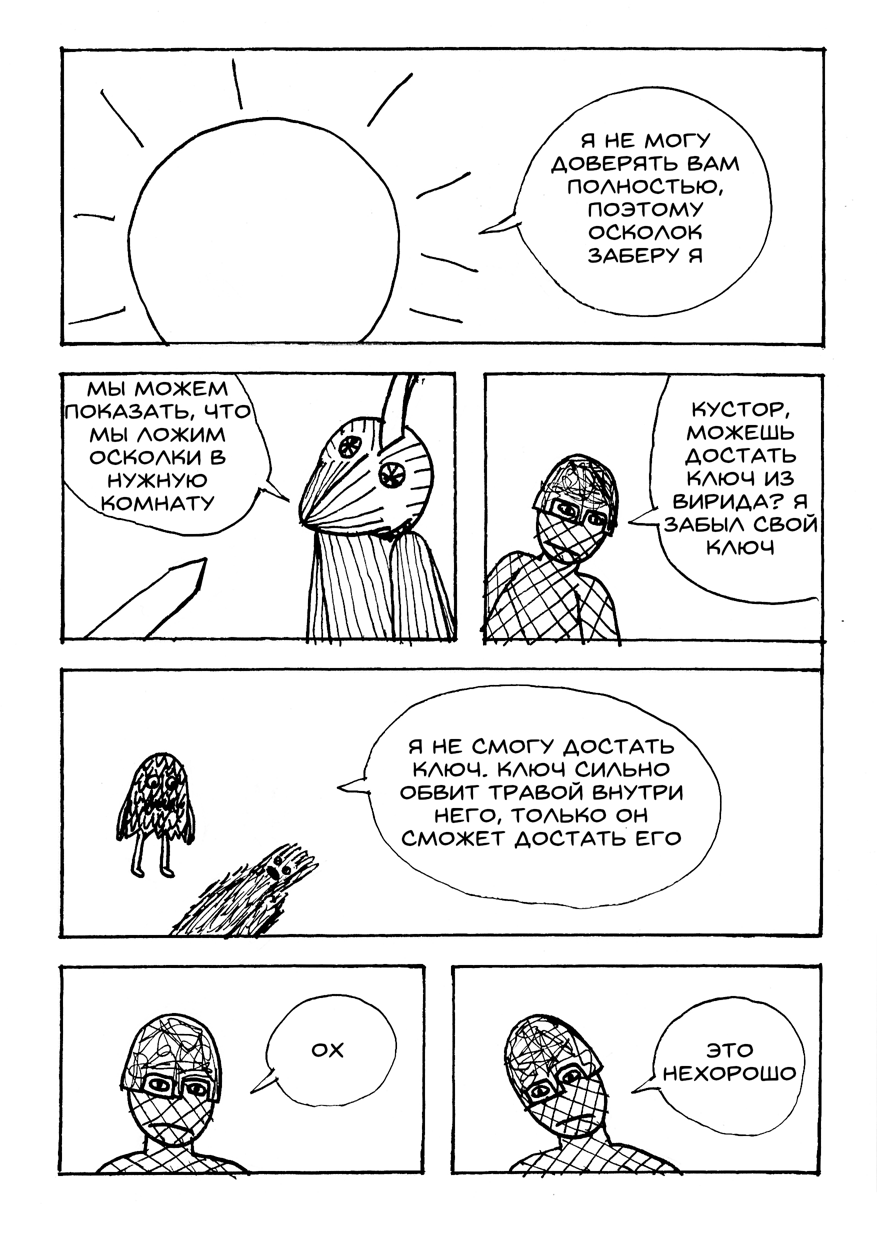 Я НЕ МОГУ
ДОВЕРЯТЬ ВАМ
ПОЛНОСТЬЮ,
ПОЭТОМУ
ОСКОЛОК
ЗАБЕРУ Я
МЫ МОЖЕМ
ПОКАЗАТЬ, ЧТО
МЫ ЛОЖИМ
ОСКОЛКИ В
НУЖНУЮ
КОМНАТУ
КУСТОР,
МОЖЕШЬ
ДОСТАТЬ
КЛЮЧ ИЗ
ВИРИДА? Я
ЗАБЫЛ СВОЙ
КЛЮЧ
Я НЕ СМОГУ ДОСТАТЬ
КЛЮЧ. КЛЮЧ СИЛЬНО
ОБВИТ ТРАВОЙ ВНУТРИ
НЕГО, ТОЛЬКО ОН
СМОЖЕТ ДОСТАТЬ ЕГО
ОХ
ЭТО
НЕХОРОШО